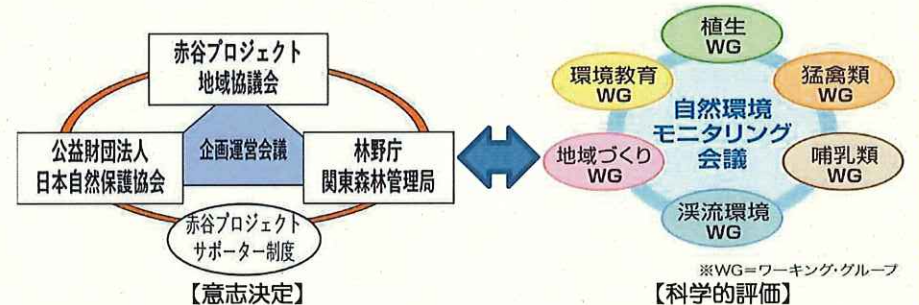 赤谷プロジェクト
地域協議会
公益財団法人
日本自然保護協会
企画運営会議
林野庁
関東森林管理局
赤谷プロジェクト
サポーター制度
【意志決定】
植生
WG
環境教育
WG
猛禽類
WG
自然環境
モニタリング
会議
地域づくり
WG
哺乳類
WG
渓流環境
WG
※WG=ワーキング・グループ
【科学的評価】